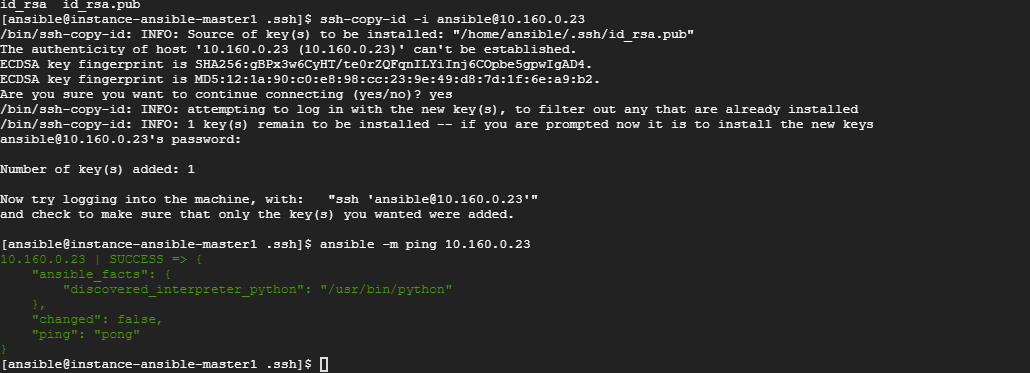 id_rsa  id_rsa.pub
[ansible@instance-ansible-master1 .ssh]$ ssh-copy-id -i ansible@10.160.0.23
/bin/ssh-copy-id: INFO: Source of key(s) to be installed: "/home/ansible/.ssh/id_rsa.pub"
The authenticity of host '10.160.0.23 (10.160.0.23)' can't be established.
ECDSA key fingerprint is SHA256:gBPx3w6CyHT/te0rZQFqnILYiInj6COpbe5gpwIgAD4.
ECDSA key fingerprint is MD5:12:1a:90:c0:e8:98:cc:23:9e:49:d8:7d:1f:6e:a9:b2.
Are you sure you want to continue connecting (yes/no)? yes
/bin/ssh-copy-id: INFO: attempting to log in with the new key(s), to filter out any that are already installed
/bin/ssh-copy-id: INFO: 1 key(s) remain to be installed -- if you are prompted now it is to install the new keys
ansible@10.160.0.23's password:
Number of key(s) added: 1
Now try logging into the machine, with:   "ssh 'ansible@10.160.0.23'"
and check to make sure that only the key(s) you wanted were added.
[ansible@instance-ansible-master1 .ssh]$ ansible -m ping 10.160.0.23
10.160.0.23 | SUCCESS => {
    "ansible_facts": {
        "discovered_interpreter_python": "/usr/bin/python"
    },
    "changed": false,
    "ping": "pong"
}
[ansible@instance-ansible-master1 .ssh]$